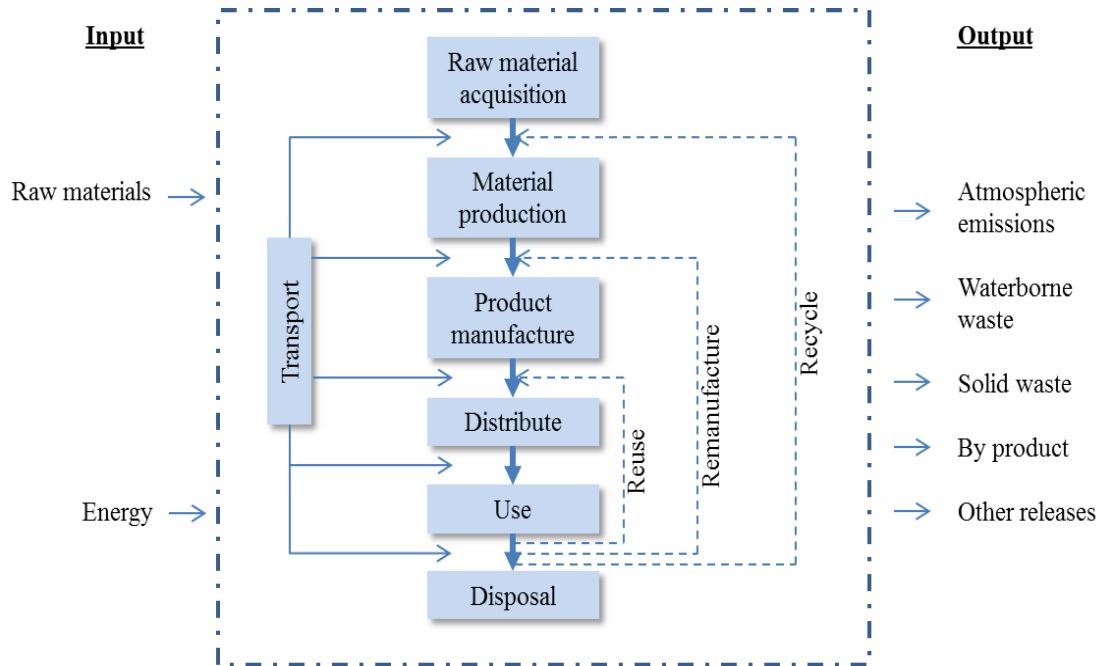 Input
Output
Raw material
acquisition
Raw materials
Material
production
Atmospheric
emissions
Transport
Product
manufacture
Waterborne
waste
Recycle
Remanufacture
Solid waste
Distribute
Reuse
By product
Energy
Use
Other releases
Disposal